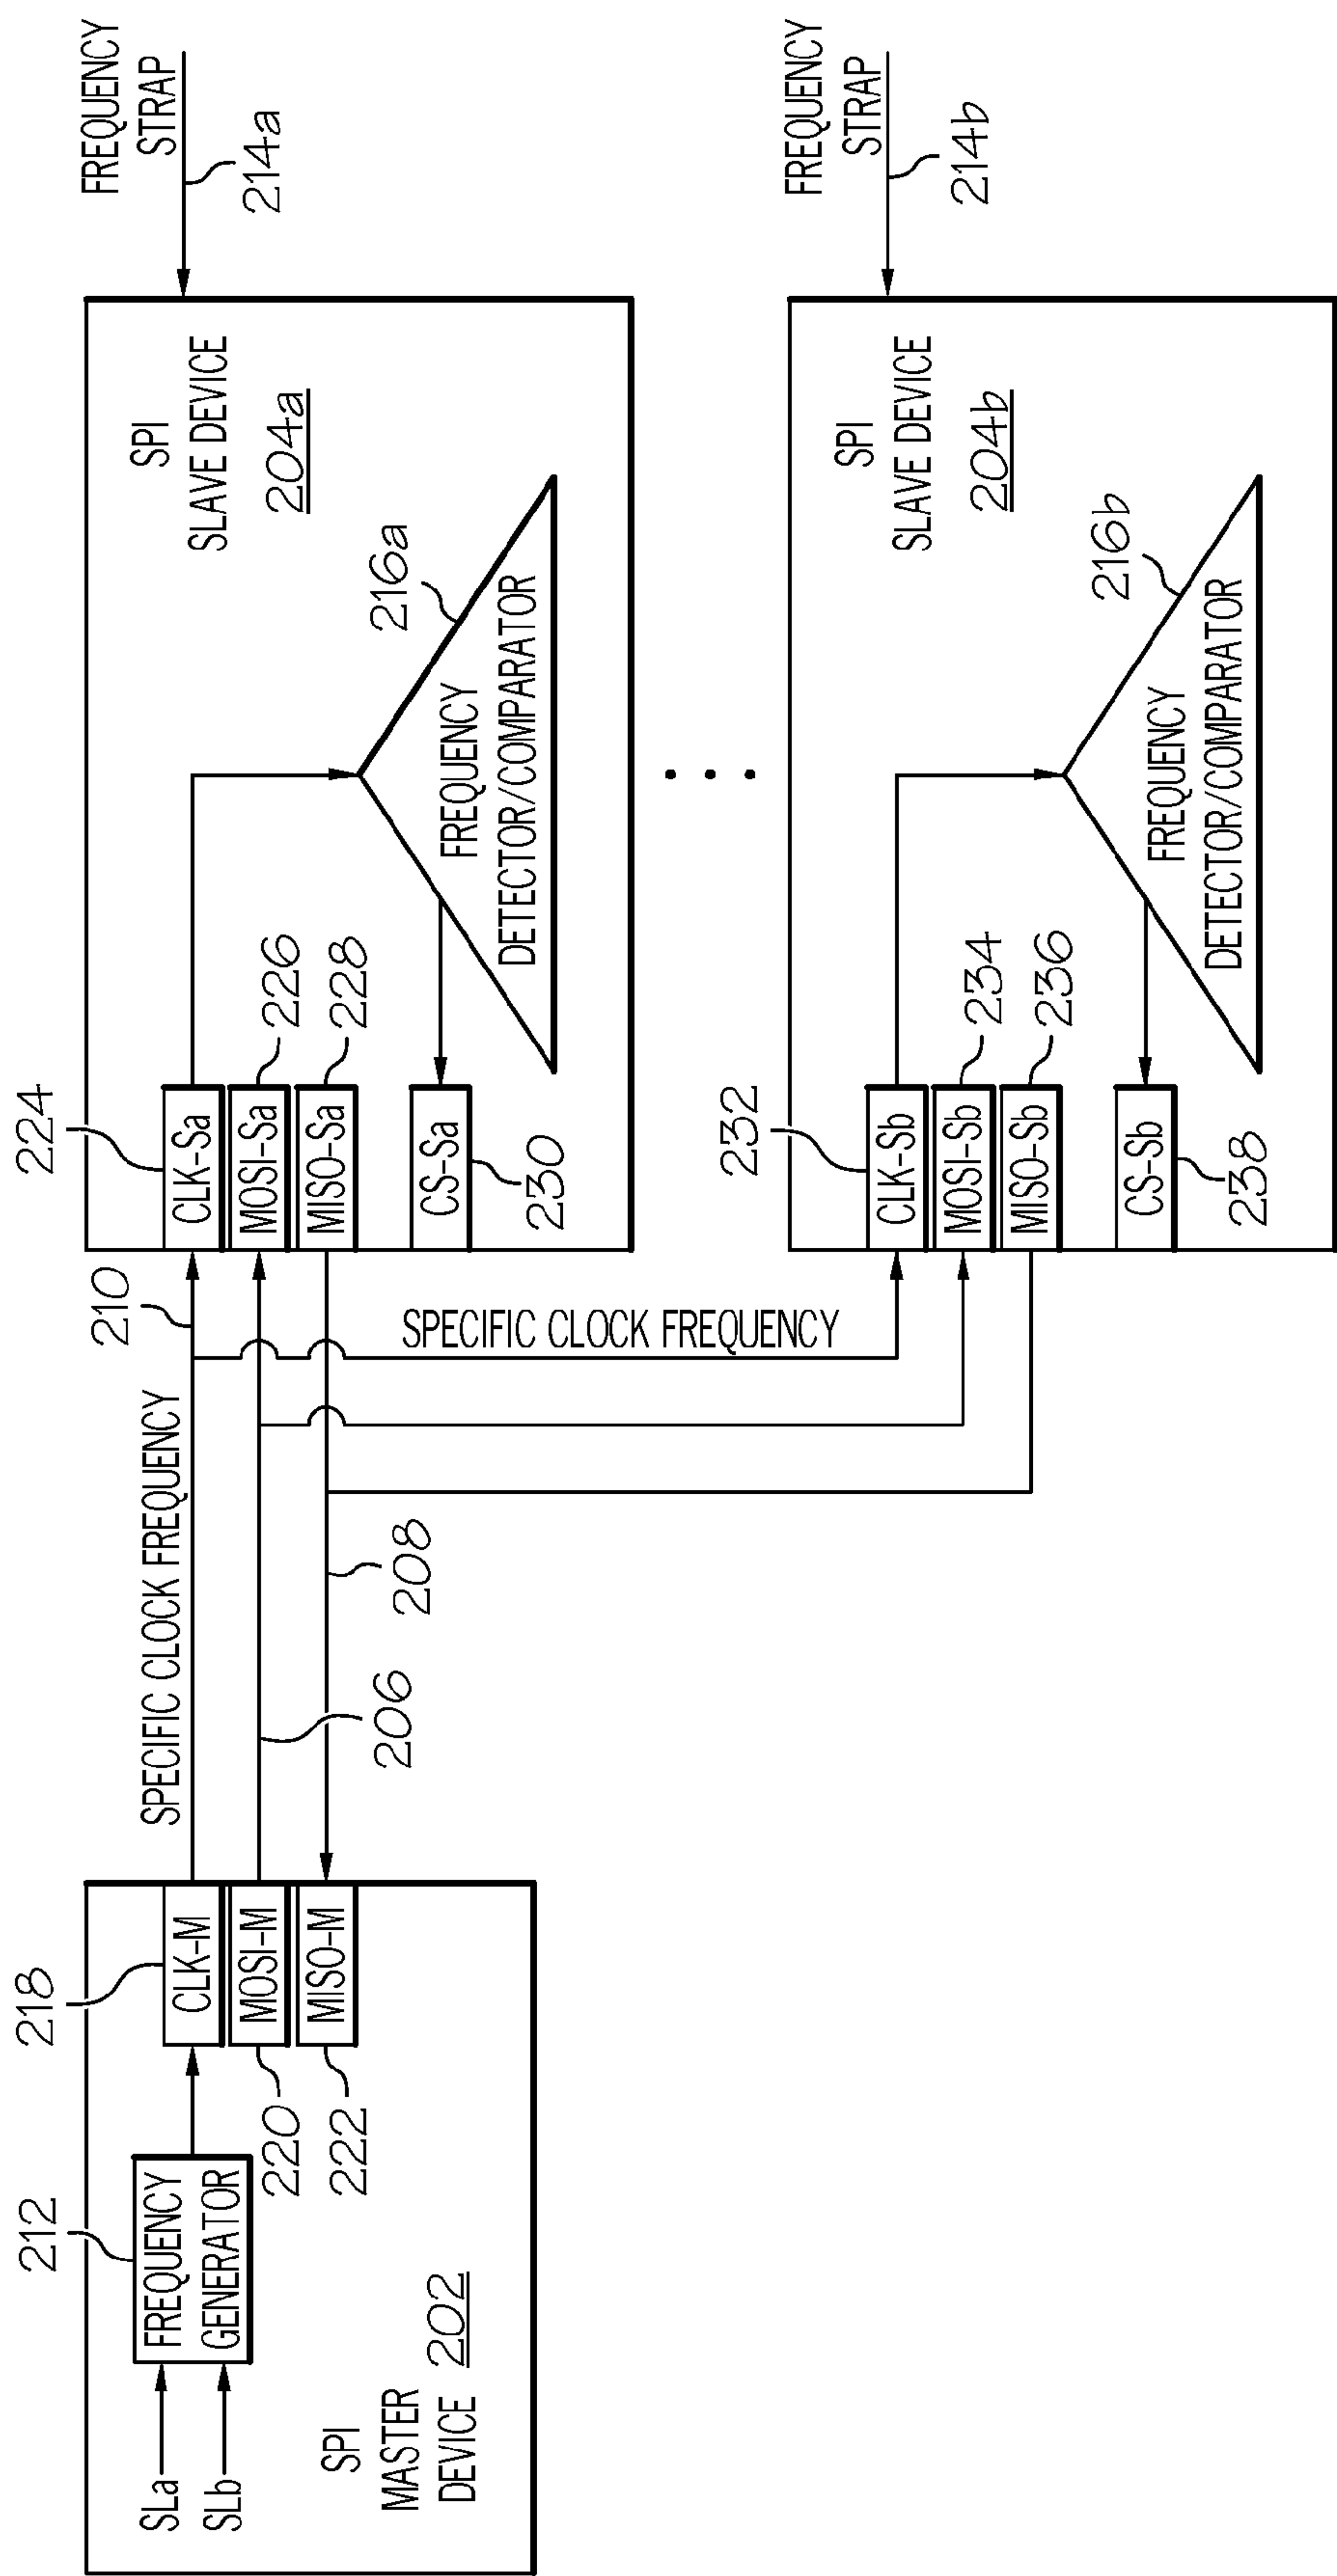 212
218
SLa
SLb
FREQUENCY
GENERATOR
CLK-M
MOSI-M
MISO-M
220
222
SPI
MASTER
DEVICE
202
SPECIFIC CLOCK FREQUENCY
210
206
208
SPECIFIC CLOCK FREQUENCY
224
CLK-Sa
MOSI-Sa
MISO-Sa
226
228
CS-Sa
230
FREQUENCY
DETECTOR/COMPARATOR
216a
SPI
SLAVE DEVICE
204a
FREQUENCY
STRAP
214a
232
CLK-Sb
MOSI-Sb
MISO-Sb
234
236
CS-Sb
238
FREQUENCY
DETECTOR/COMPARATOR
216b
SPI
SLAVE DEVICE
204b
FREQUENCY
STRAP
214b